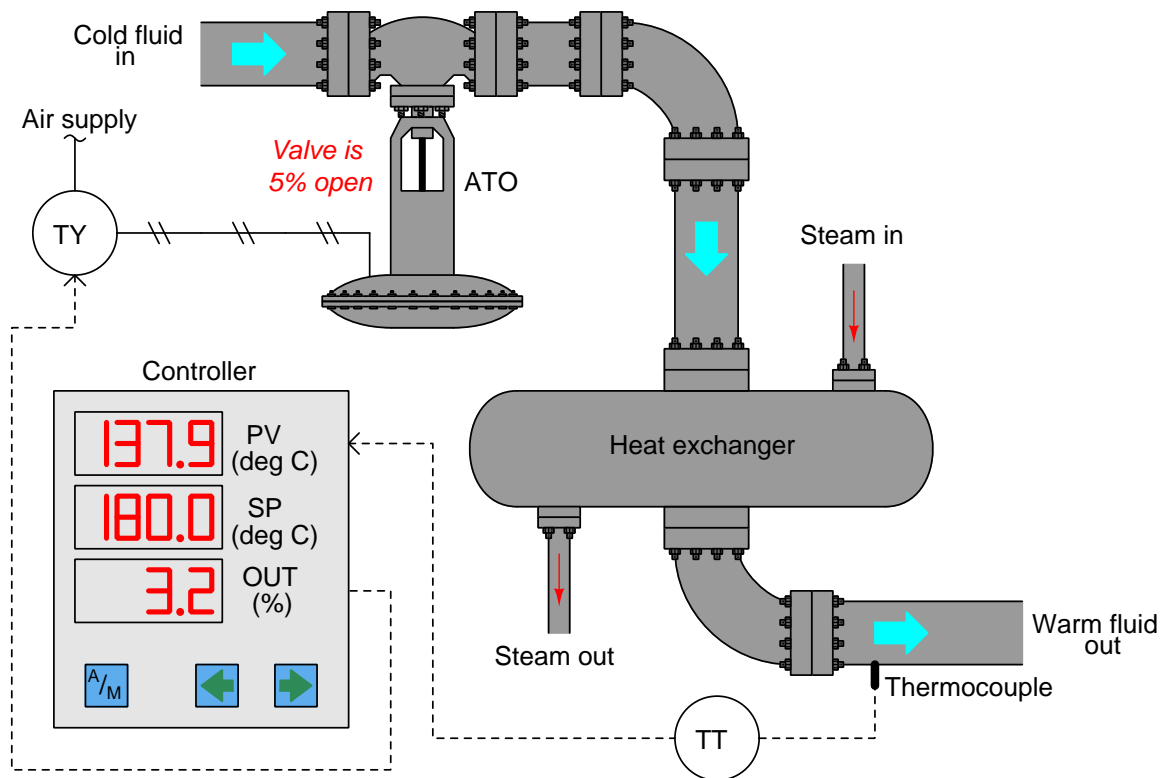 Cold fluid
in
Air supply
Valve is
5% open
ATO
TY
Steam in
Controller
137.9
PV
(deg C)
180.0
SP
(deg C)
3.2
OUT
(%)
A/M
Heat exchanger
Steam out
Warm fluid
out
Thermocouple
TT